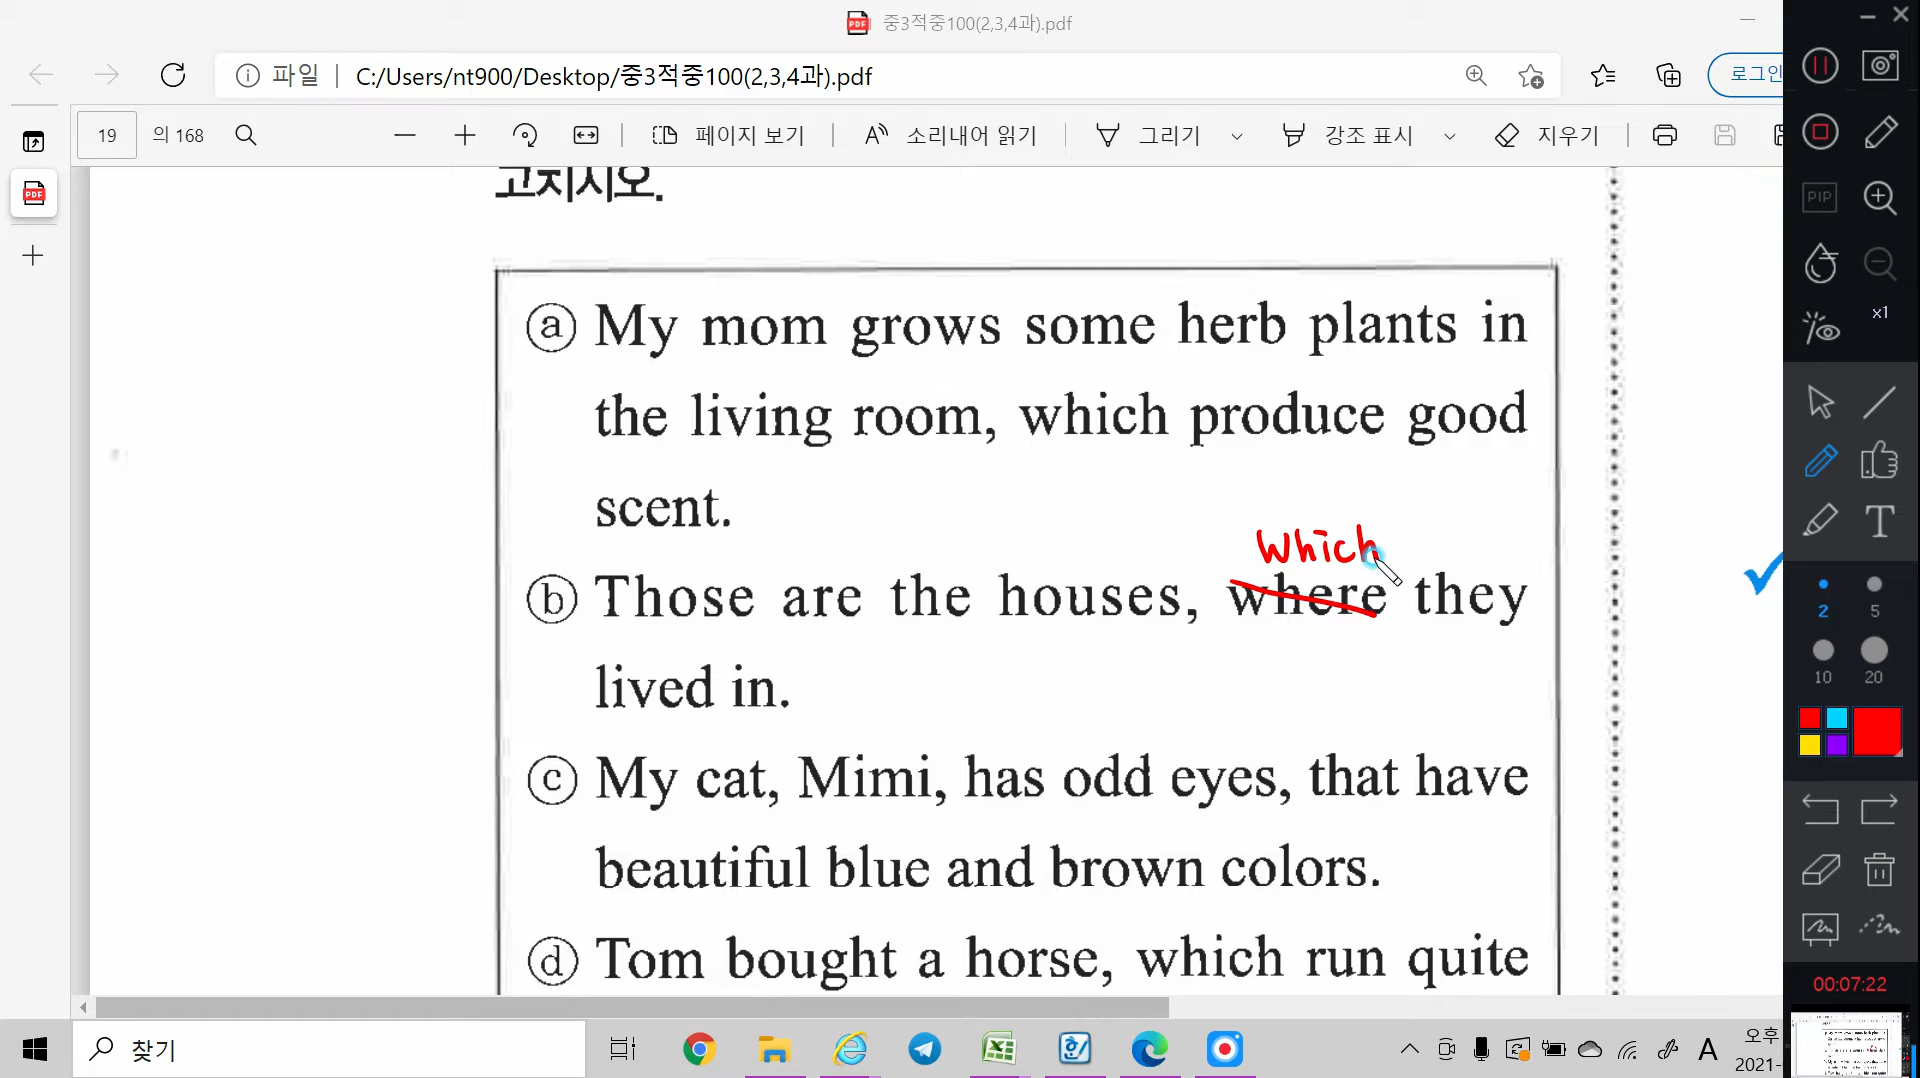 중3적중100(2,3,4과).pdf
파일 | C:/Users/nt900/Desktop/중3적중100(2,3,4과).pdf
로그인
19 의 168 페이지 보기 소리내어 읽기 그리기 강조 표시 지우기
고치시오.
PIP
x1
ⓐ My mom grows some herb plants in
the living room, which produce good
scent.
Which
ⓑ Those are the houses, where they
lived in.
ⓒ My cat, Mimi, has odd eyes, that have
beautiful blue and brown colors.
ⓓ Tom bought a horse, which run quite
T
2 5
10 20
00:07:22
찾기
A
오후
2021-